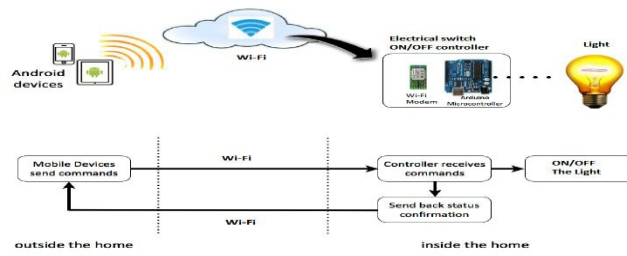 Electrical switch
ON/OFF controller
Light
Wi-Fi
Android
devices
Wi-Fi
Modem
Arduina
Microcontroller
Mobile Devices
send commands
Wi-Fi
Controller receives
commands
ON/OFF
The Light
Send back status
confirmation
Wi-Fi
outside the home
inside the home